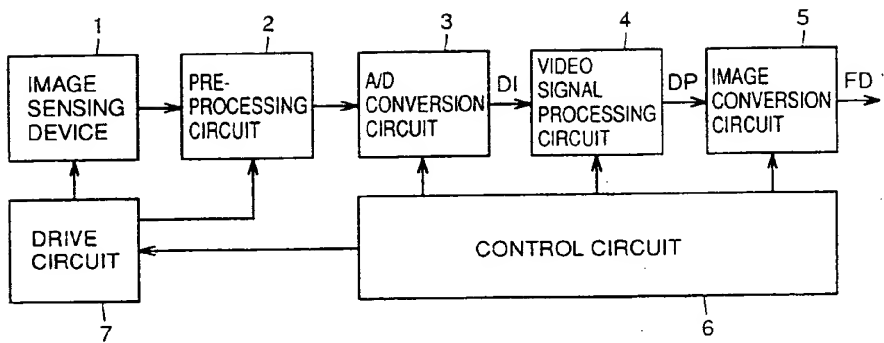 1
2
3
4
5
IMAGE
SENSING
DEVICE
PRE-
PROCESSING
CIRCUIT
A/D
CONVERSION
CIRCUIT
DI
VIDEO
SIGNAL
PROCESSING
CIRCUIT
DP
IMAGE
CONVERSION
CIRCUIT
FD
DRIVE
CIRCUIT
CONTROL CIRCUIT
7
6